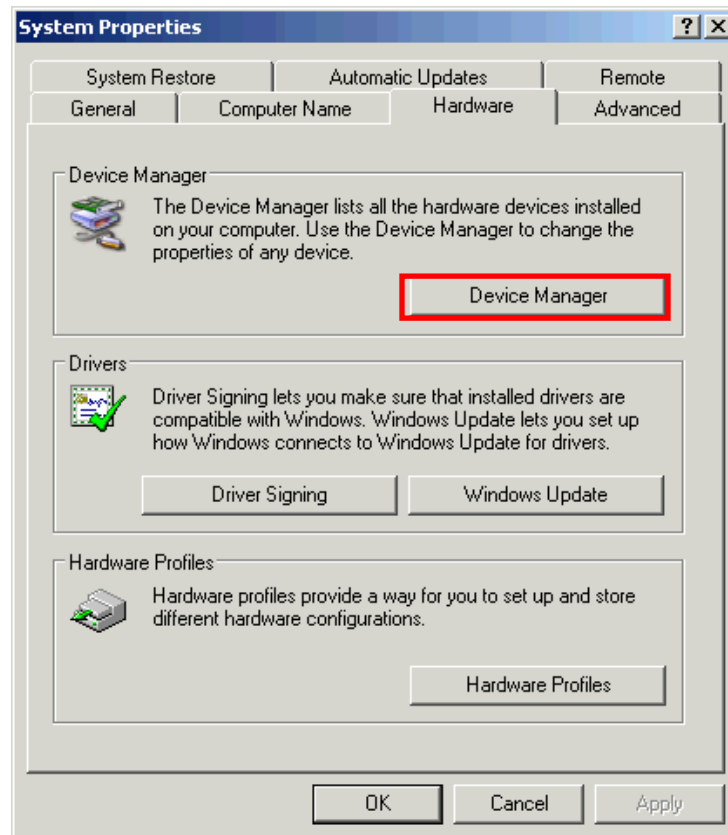 System Properties
System Restore Automatic Updates Remote
General Computer Name Hardware Advanced
Device Manager
The Device Manager lists all the hardware devices installed
on your computer. Use the Device Manager to change the
properties of any device.
Device Manager
Drivers
Driver Signing lets you make sure that installed drivers are
compatible with Windows. Windows Update lets you set up
how Windows connects to Windows Update for drivers.
Driver Signing Windows Update
Hardware Profiles
Hardware profiles provide a way for you to set up and store
different hardware configurations.
Hardware Profiles
OK Cancel Apply